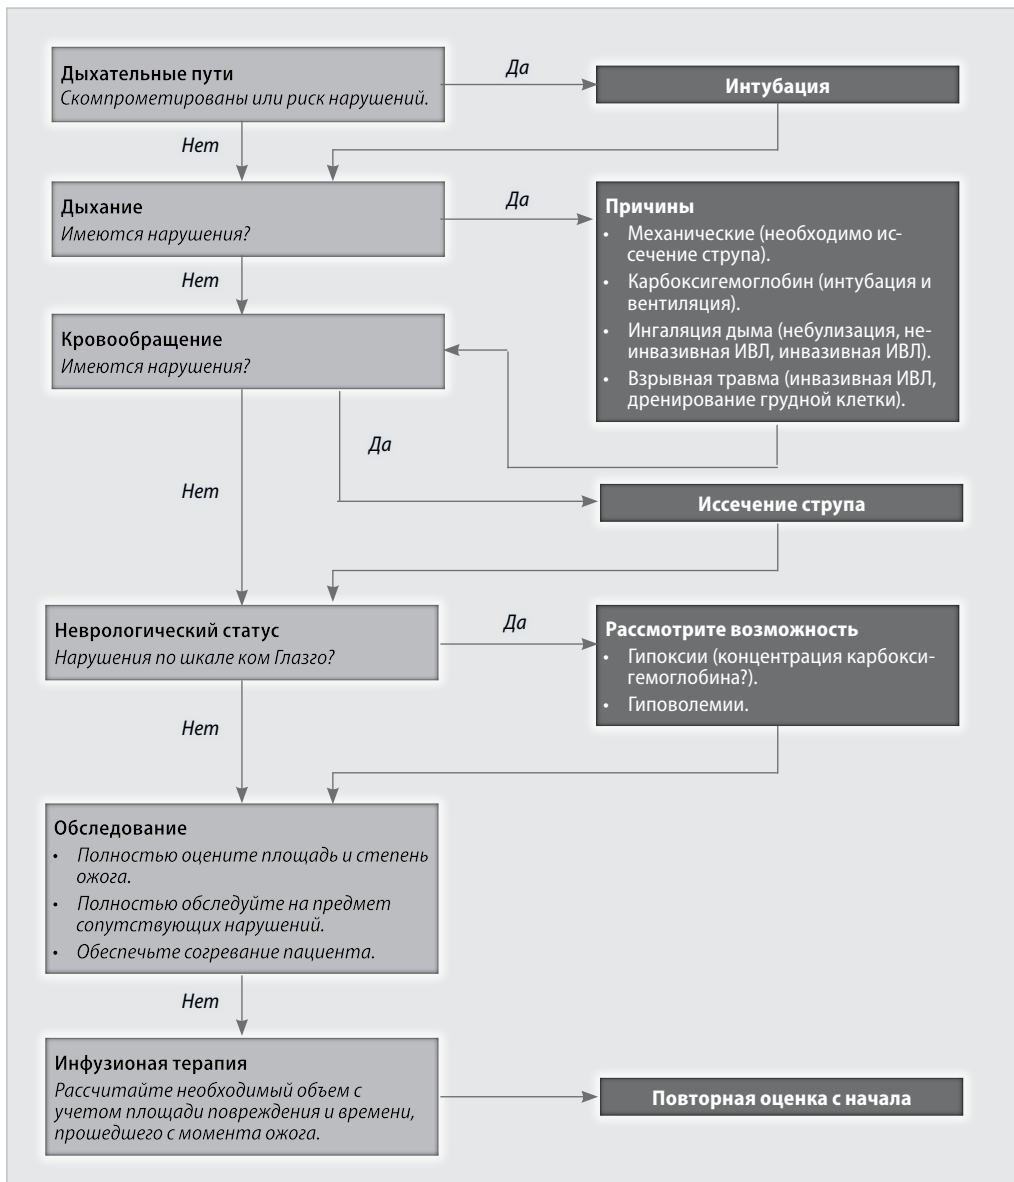 Дыхательные пути
Скомпрометированы или риск нарушений.
Да
Интубация
Нет
Дыхание
Имеются нарушения?
Да
Причины
• Механические (необходимо ис-
сечение струпа).
• Карбоксигемоглобин (интубация и
вентиляция).
• Ингаляция дыма (небулизация, не-
инвазивная ИВЛ, инвазивная ИВЛ).
• Взрывная травма (инвазивная ИВЛ,
дренирование грудной клетки).
Нет
Кровообращение
Имеются нарушения?
Да
Нет
Иссечение струпа
Неврологический статус
Нарушения по шкале ком Глазго?
Да
Рассмотрите возможность
• Гипоксии (концентрация карбокси-
гемоглобина?).
• Гиповолемии.
Нет
Обследование
• Полностью оцените площадь и степень
ожога.
• Полностью обследуйте на предмет
сопутствующих нарушений.
• Обеспечьте согревание пациента.
Нет
Инфузионая терапия
Рассчитайте необходимый объем с
учетом площади повреждения и времени,
прошедшего с момента ожога.
Повторная оценка с начала